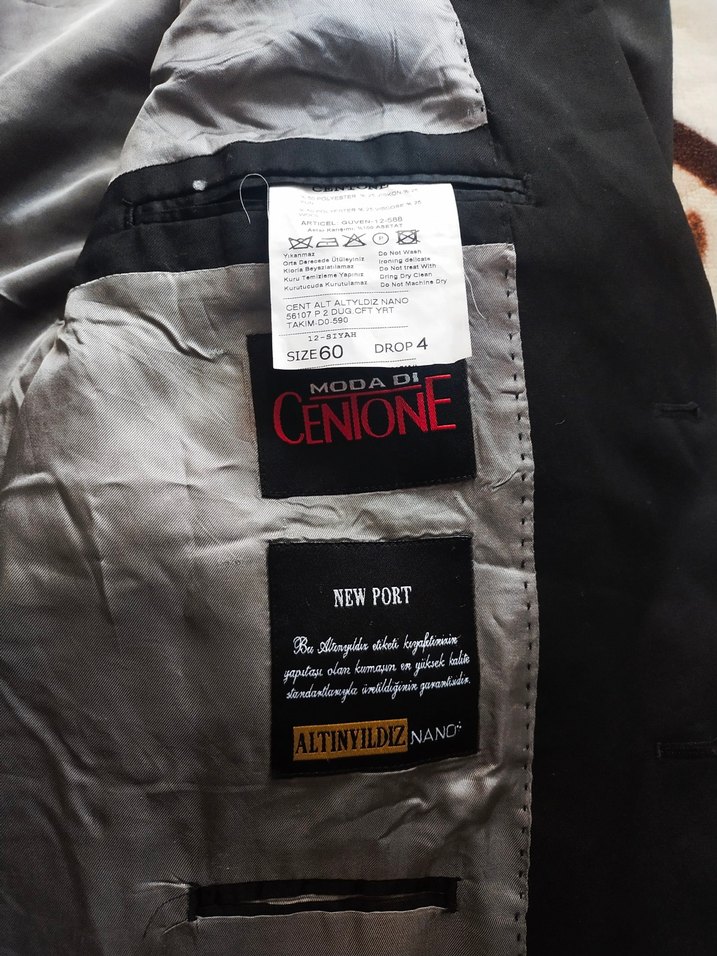 CENTONE
ARTICEL: GUVEN-12-588
Yıkanmaz
Orta Derecede Ütüleyiniz
Klorla Beyazlatılamaz
Kuru Temizleme Yapınız
Kurutucuda Kurutulamaz
Do Not Wash
Ironing delicate
Do Not treat With
Dring Dry Clean
Do Not Machine Dry
CENT ALT ALTYLDIZ NANO
56107 P 2 DUG.CFT YRT
TAKIM-D0-590
12-SIYAH
SIZE 60 DROP 4
MODA DI
CENTONE
NEW PORT
Bu Altınyıldız etiketi kıyafetinizin
yapıtaşı olan kumaşın en yüksek kalite
standartlarıyla üretildiğinin garantisidir.
ALTINYILDIZ NANO